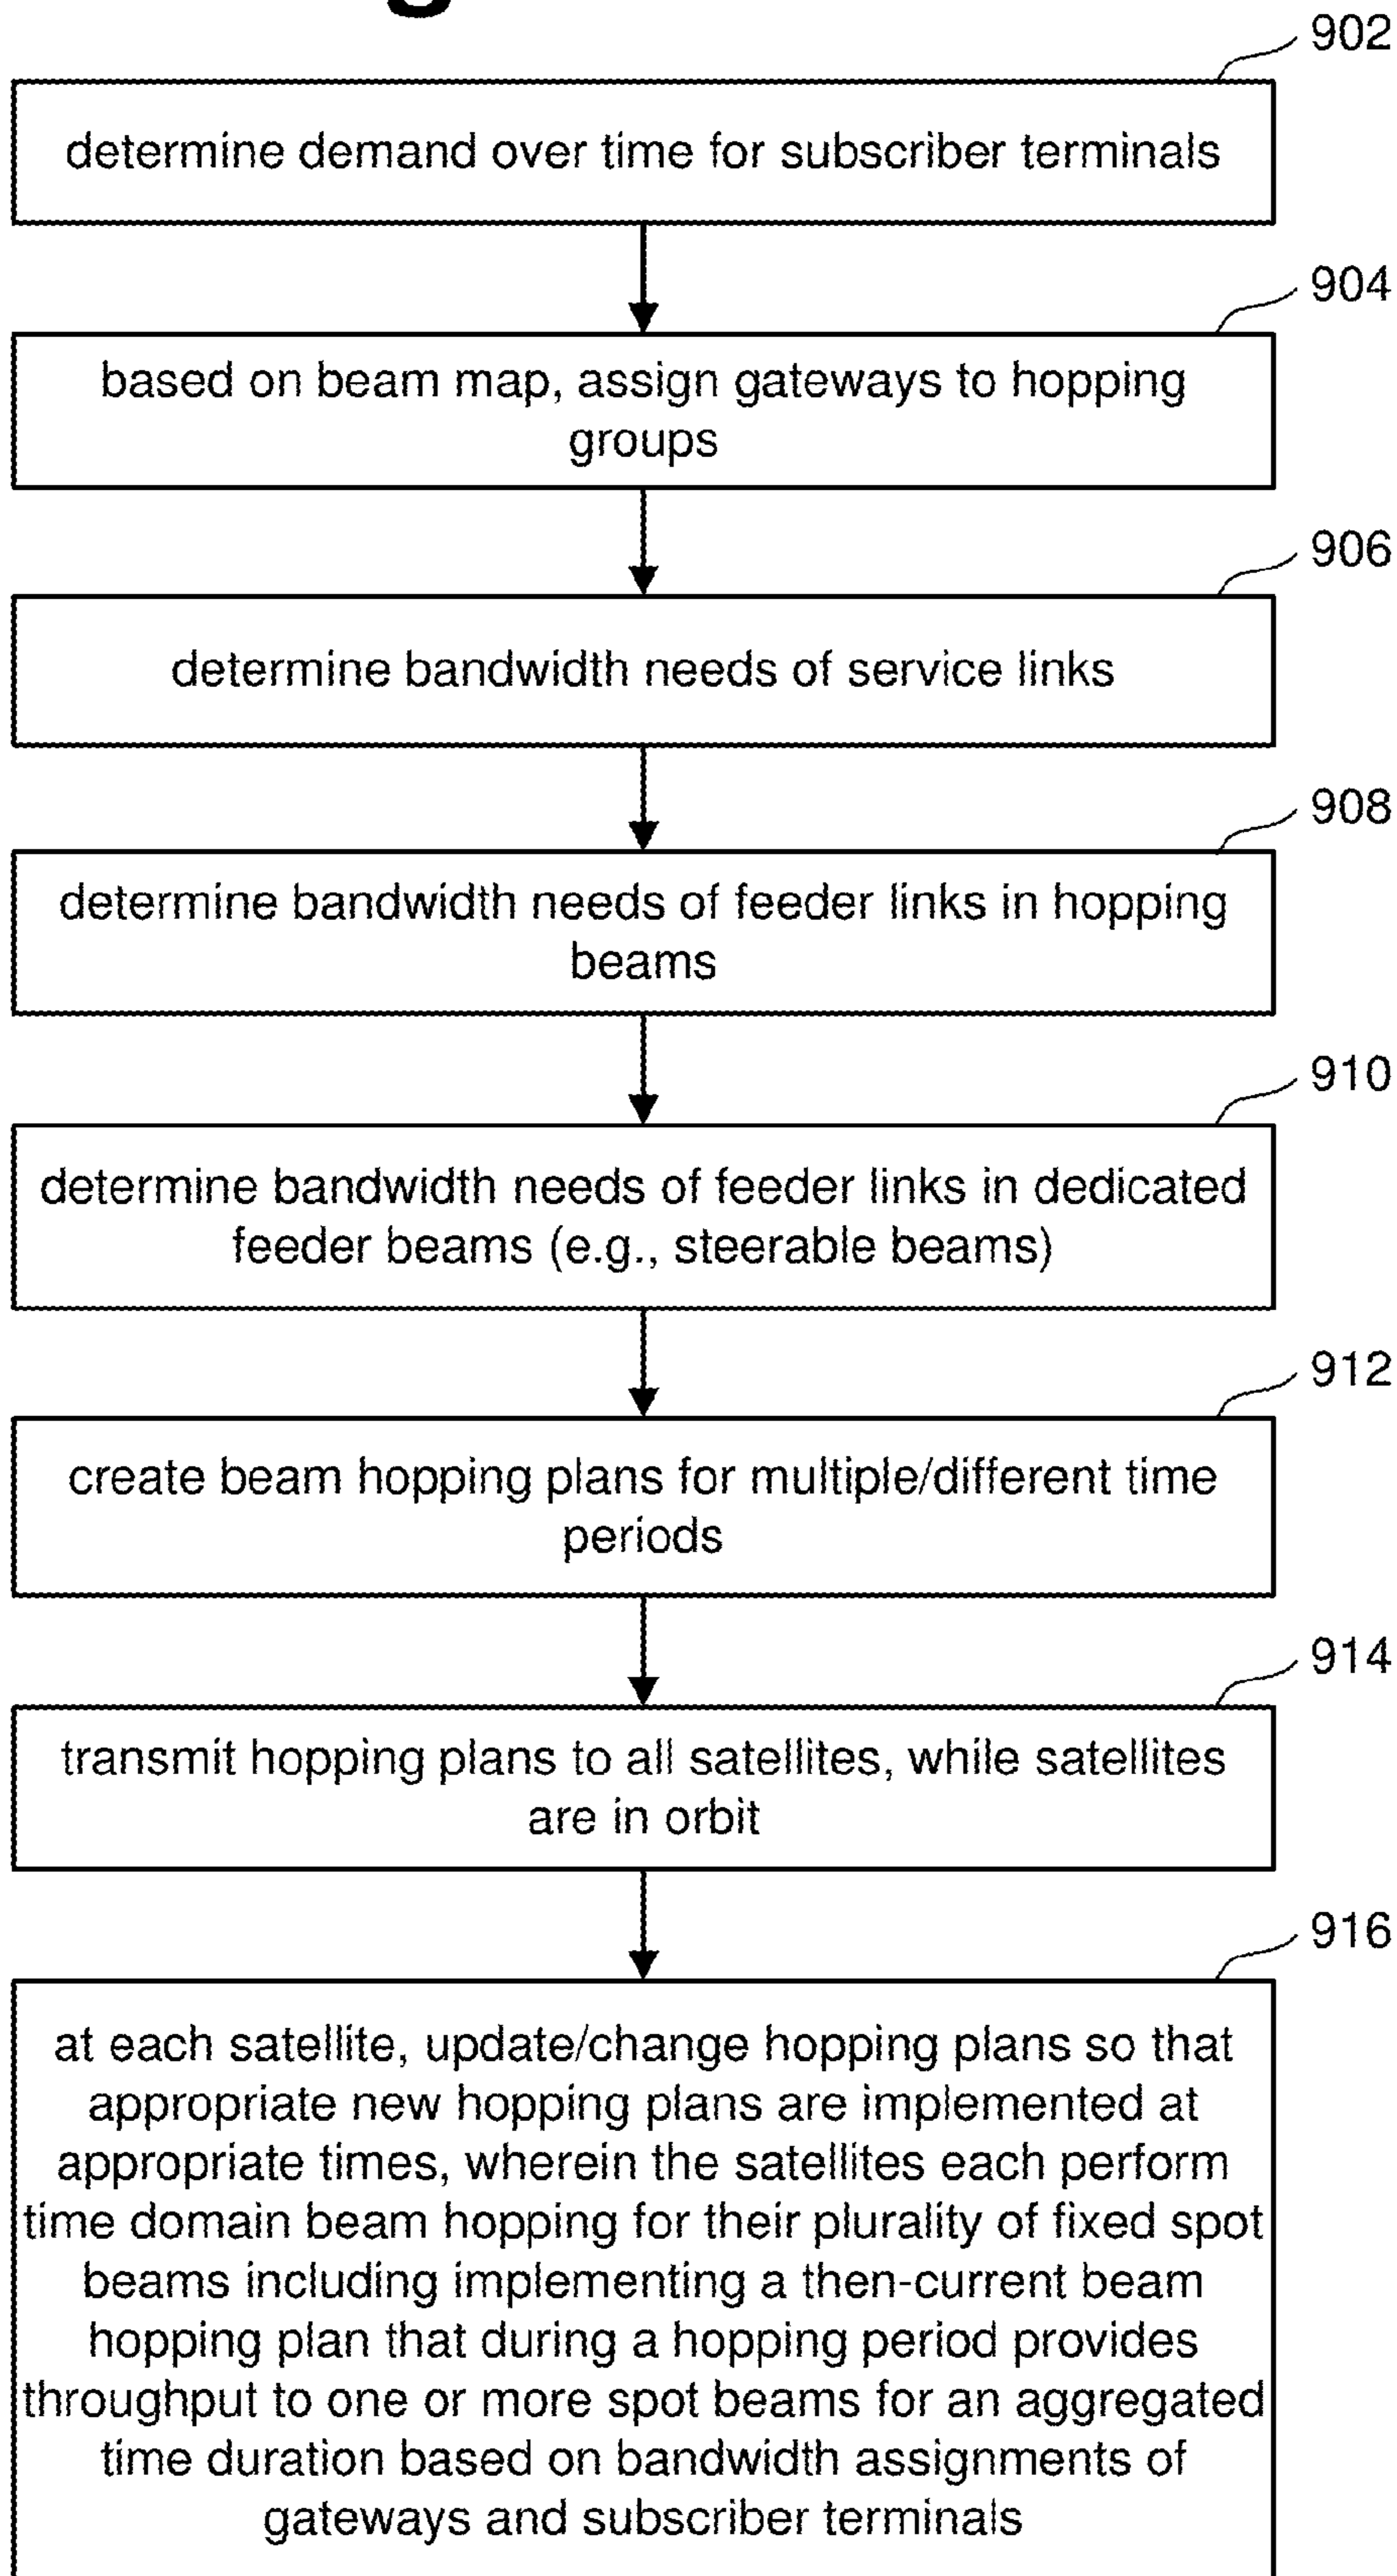 902
determine demand over time for subscriber terminals
904
based on beam map, assign gateways to hopping
groups
906
determine bandwidth needs of service links
908
determine bandwidth needs of feeder links in hopping
beams
910
determine bandwidth needs of feeder links in dedicated
feeder beams (e.g., steerable beams)
912
create beam hopping plans for multiple/different time
periods
914
transmit hopping plans to all satellites, while satellites
are in orbit
916
at each satellite, update/change hopping plans so that
appropriate new hopping plans are implemented at
appropriate times, wherein the satellites each perform
time domain beam hopping for their plurality of fixed spot
beams including implementing a then-current beam
hopping plan that during a hopping period provides
throughput to one or more spot beams for an aggregated
time duration based on bandwidth assignments of
gateways and subscriber terminals